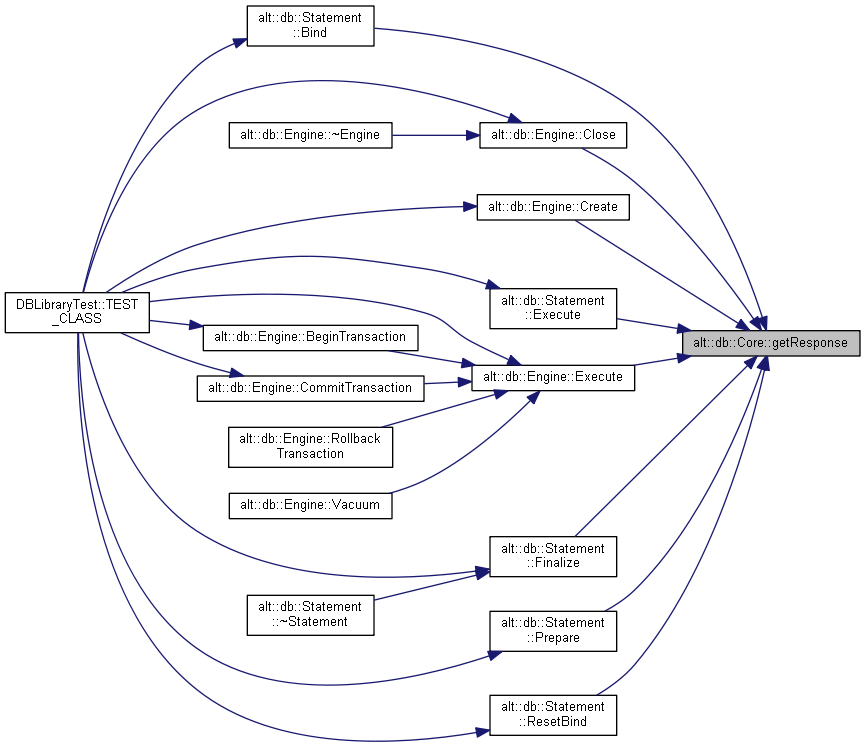 alt::db::Statement
::Bind
alt::db::Engine::~Engine
alt::db::Engine::Close
alt::db::Engine::Create
DBLibraryTest::TEST
_CLASS
alt::db::Statement
::Execute
alt::db::Engine::BeginTransaction
alt::db::Core::getResponse
alt::db::Engine::CommitTransaction
alt::db::Engine::Execute
alt::db::Engine::Rollback
Transaction
alt::db::Engine::Vacuum
alt::db::Statement
::Finalize
alt::db::Statement
::~Statement
alt::db::Statement
::Prepare
alt::db::Statement
::ResetBind